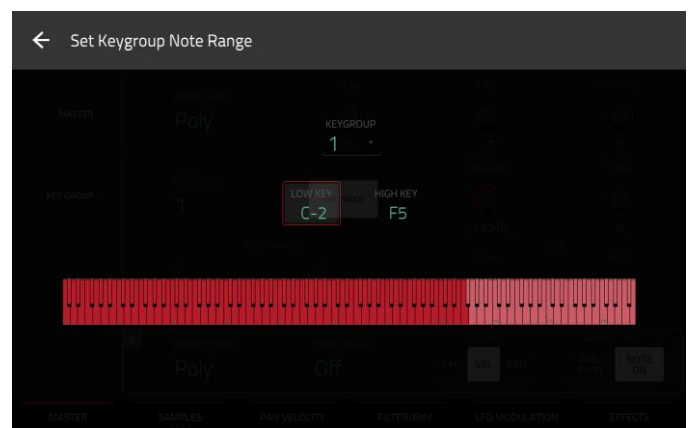 ← Set Keygroup Note Range
MASTER
Poly
KEYGROUP
1
KEY GROUP
1
LOW KEY HIGH KEY
C-2 F5
Poly Off
VEL
NOTE
ON
MASTER SAMPLES PAN VELOCITY FILTER/ENV LFO MODULATION EFFECTS